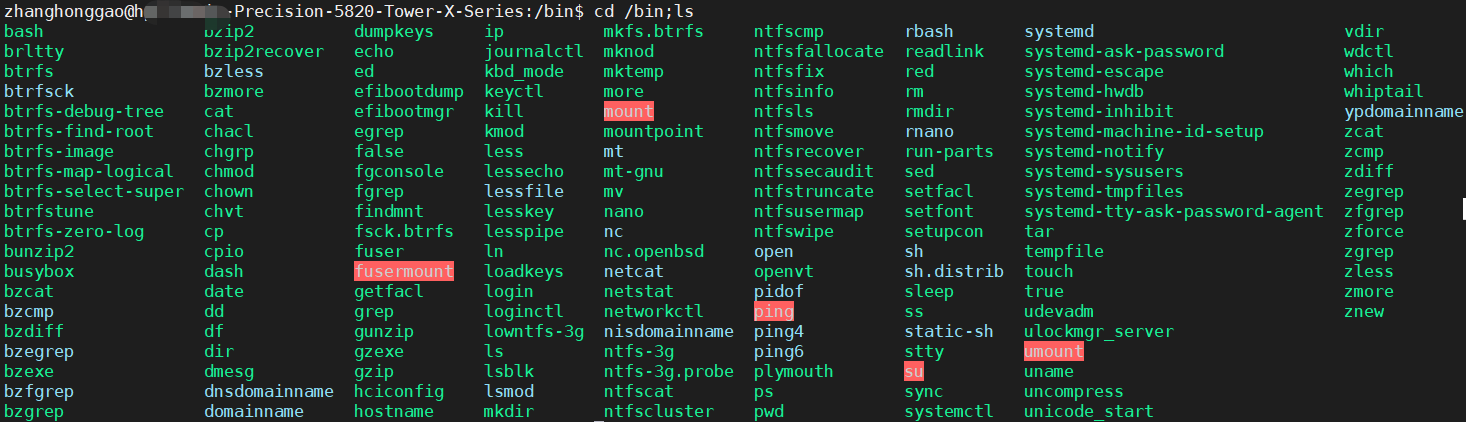 zhanghonggao@ -Precision-5820-Tower-X-Series:/bin$ cd /bin;ls
bash bzip2 dumpkeys ip mkfs.btrfs ntfscmp rbash systemd vdir
brltty bzip2recover echo journalctl mknod ntfsfallocate readlink systemd-ask-password wdctl
btrfs bzless ed kbd_mode mktemp ntfsfix red systemd-escape which
btrfsck bzmore efibootdump keyctl more ntfsinfo rm systemd-hwdb whiptail
btrfs-debug-tree cat efibootmgr kill mount ntfsls rmdir systemd-inhibit ypdomainname
btrfs-find-root chacl egrep kmod mountpoint ntfsmove rnano systemd-machine-id-setup zcat
btrfs-image chgrp false less mt ntfsrecover run-parts systemd-notify zcmp
btrfs-map-logical chmod fgconsole lessecho mt-gnu ntfssecaudit sed systemd-sysusers zdiff
btrfs-select-super chown fgrep lessfile mv ntfstruncate setfacl systemd-tmpfiles zegrep
btrfstune chvt findmnt lesskey nano ntfsusermap setfont systemd-tty-ask-password-agent zfgrep
btrfs-zero-log cp fsck.btrfs lesspipe nc ntfswipe setupcon tar zforce
bunzip2 cpio fuser ln nc.openbsd open sh tempfile zgrep
busybox dash fusermount loadkeys netcat openvt sh.distrib touch zless
bzcat date getfacl login netstat pidof sleep true zmore
bzcmp dd grep loginctl networkctl ping ss udevadm znew
bzdiff df gunzip lowntfs-3g nisdomainname ping4 static-sh ulockmgr_server
bzegrep dir gzexe ls ntfs-3g ping6 stty umount
bzexe dmesg gzip lsblk ntfs-3g.probe plymouth su uname
bzfgrep dnsdomainname hciconfig lsmod ntfscat ps sync uncompress
bzgrep domainname hostname mkdir ntfscluster pwd systemctl unicode_start